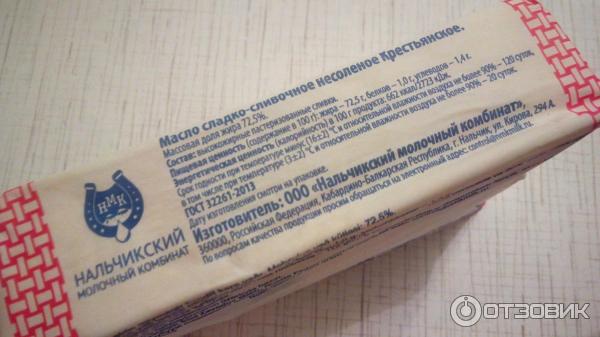 Масло сладко-сливочное несоленое Крестьянское.
Массовая доля жира 72,5%.
Состав: высокожирные пастеризованные сливки.
Пищевая ценность (содержание в 100 г): жира – 72,5 г, белков – 1,0 г, углеводов – 1,4 г.
Энергетическая ценность (калорийность) в 100 г продукта: 662 ккал/2723 кДж.
Срок годности при температуре минус (16±2) °С и относительной влажности воздуха не более 90% – 120 суток,
в том числе при температуре (3±2) °С и относительной влажности воздуха не более 90% – 20 суток.
ГОСТ 32261-2013
Дату изготовления смотри на упаковке.
Изготовитель: ООО «Нальчикский молочный комбинат»,
360000, Российская Федерация, Кабардино-Балкарская Республика, г. Нальчик, ул. Кирова, 294 А.
По вопросам качества продукции просим обращаться на электронный адрес:
НМК
НАЛЬЧИКСКИЙ
МОЛОЧНЫЙ КОМБИНАТ
72,5%.
ОТЗОВИК